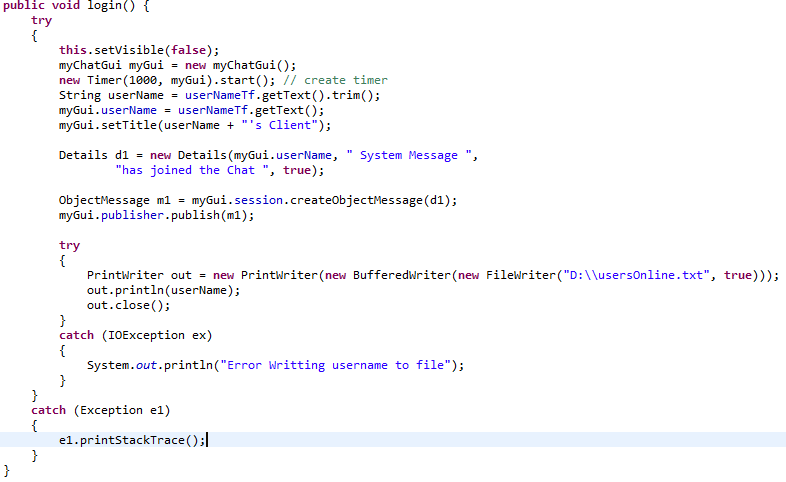 public void login() {
    try
    {
        this.setVisible(false);
        myChatGui myGui = new myChatGui();
        new Timer(1000, myGui).start(); // create timer
        String userName = userNameTf.getText().trim();
        myGui.userName = userNameTf.getText();
        myGui.setTitle(userName + "'s Client");

        Details d1 = new Details(myGui.userName, " System Message ",
                "has joined the Chat ", true);

        ObjectMessage m1 = myGui.session.createObjectMessage(d1);
        myGui.publisher.publish(m1);

        try
        {
            PrintWriter out = new PrintWriter(new BufferedWriter(new FileWriter("D:\\usersOnline.txt", true)));
            out.println(userName);
            out.close();
        }
        catch (IOException ex)
        {
            System.out.println("Error Writting username to file");
        }
    }
    catch (Exception e1)
    {
        e1.printStackTrace();
    }
}